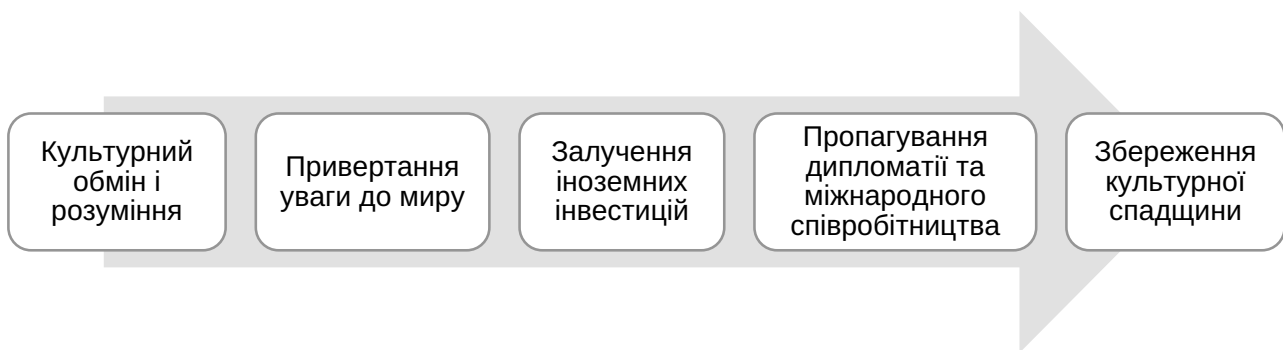 Культурний
обмін і
розуміння
Привертання
уваги до миру
Залучення
іноземних
інвестицій
Пропагування
дипломатії та
міжнародного
співробітництва
Збереження
культурної
спадщини